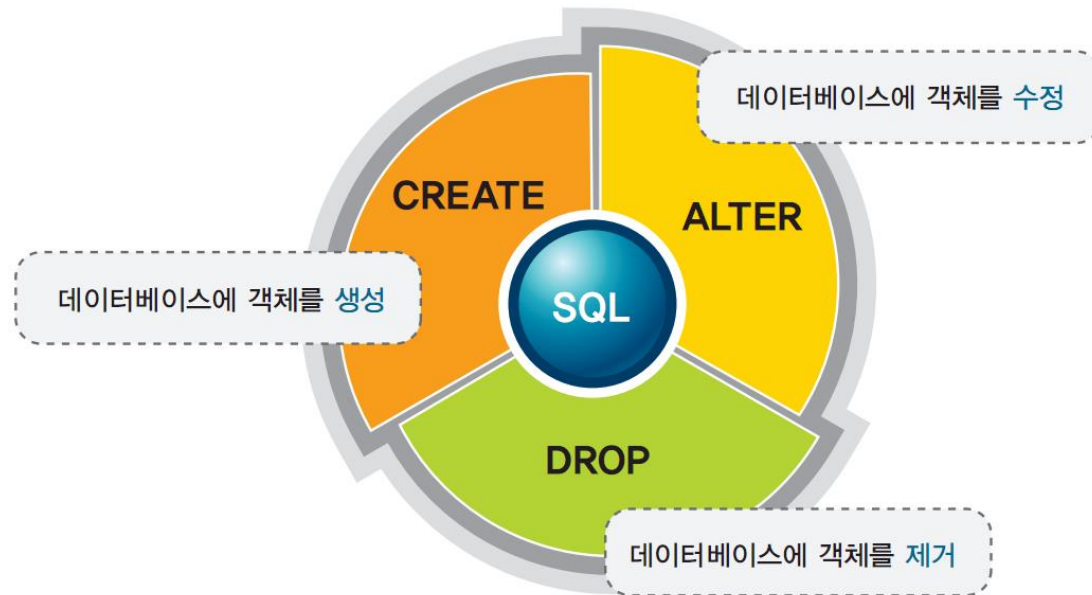 데이터베이스에 객체를 수정
CREATE
ALTER
데이터베이스에 객체를 생성
SQL
DROP
데이터베이스에 객체를 제거